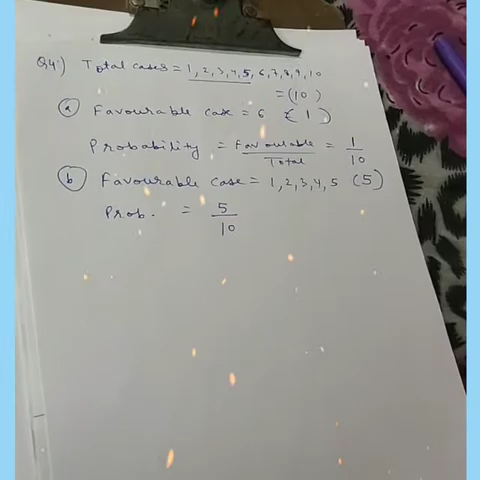 Q4:) Total cases = 1, 2, 3, 4, 5, 6, 7, 8, 9, 10
= (10)
(a) Favourable case = 6 (1)
Probability = Favourable/Total = 1/10
(b) Favourable case = 1, 2, 3, 4, 5 (5)
Prob. = 5/10